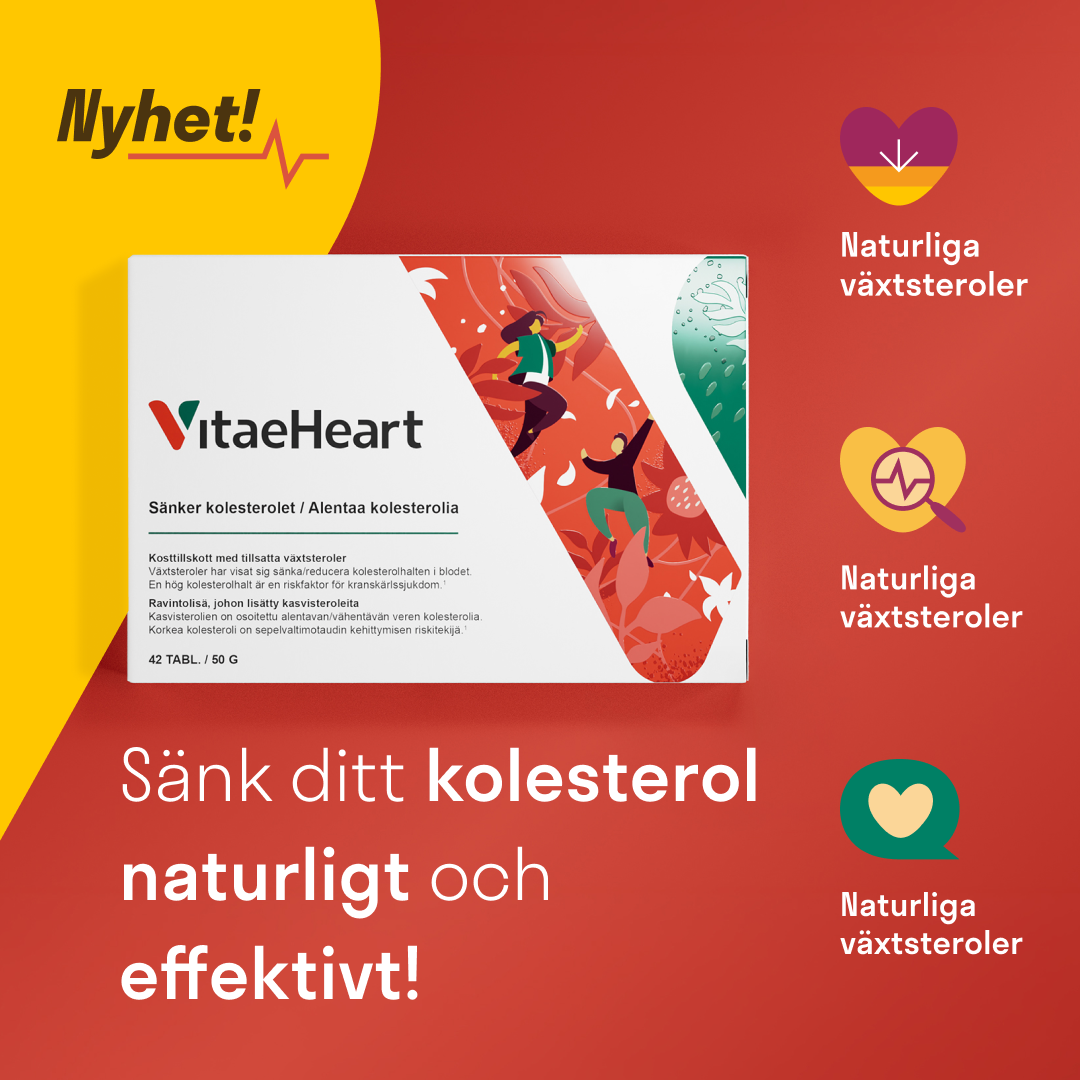 Nyhet!
VitaeHeart
Sänker kolesterolet / Alentaa kolesterolia
Kosttillskott med tillsatta växtsteroler
Växtsteroler har visat sig sänka/reducera kolesterolhalten i blodet.
En hög kolesterolhalt är en riskfaktor för kranskärlssjukdom.¹
Ravintolisä, johon lisätty kasvisteroleita
Kasvisterolien on osoitettu alentavan/vähentävän veren kolesterolia.
Korkea kolesteroli on sepelvaltimotaudin kehittymisen riskitekijä.¹
42 TABL. / 50 G
Sänk ditt kolesterol
naturligt och
effektivt!
Naturliga
växtsteroler
Naturliga
växtsteroler
Naturliga
växtsteroler